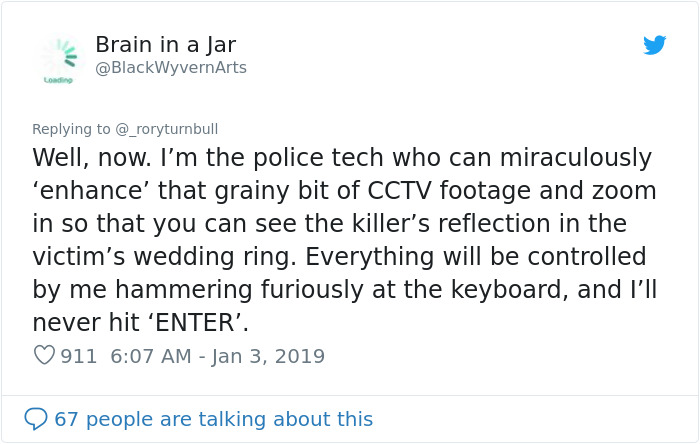 Brain in a Jar
@BlackWyvernArts
Loading
Replying to @_roryturnbull
Well, now. I’m the police tech who can miraculously
‘enhance’ that grainy bit of CCTV footage and zoom
in so that you can see the killer’s reflection in the
victim’s wedding ring. Everything will be controlled
by me hammering furiously at the keyboard, and I’ll
never hit ‘ENTER’.
911 6:07 AM - Jan 3, 2019
67 people are talking about this